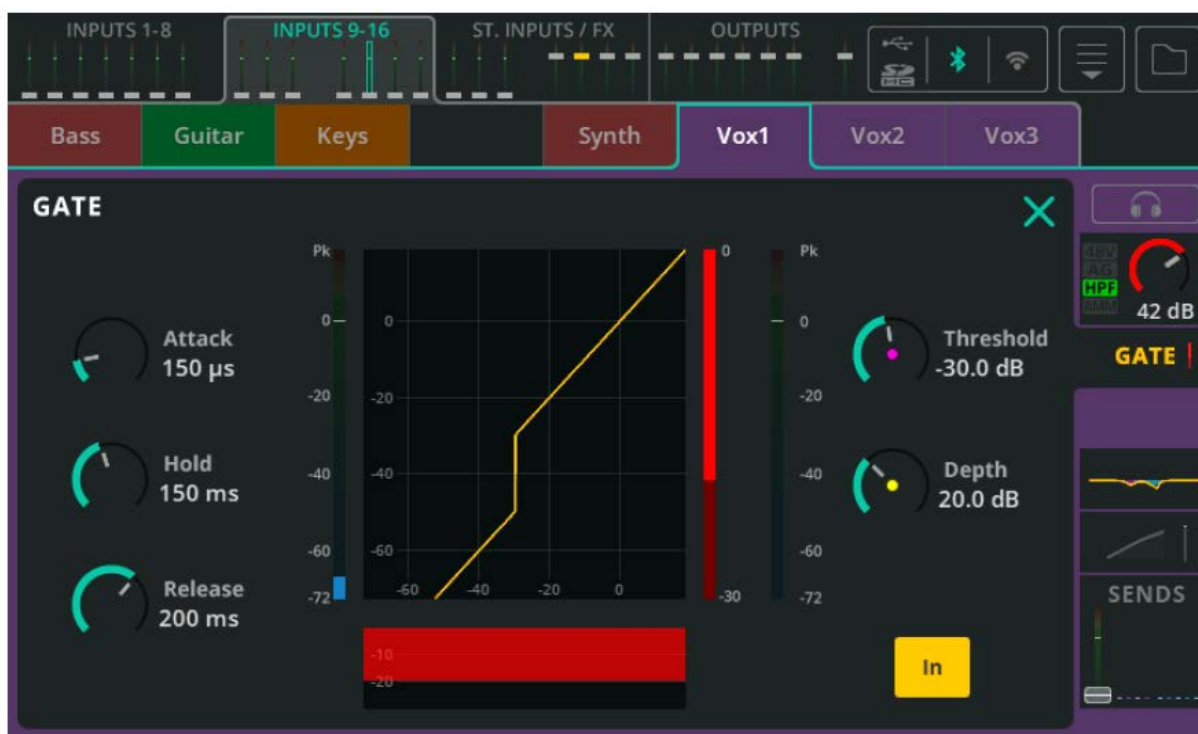 INPUTS 1-8 INPUTS 9-16 ST. INPUTS / FX OUTPUTS
Bass Guitar Keys Synth Vox1 Vox2 Vox3
GATE
Pk 0 Pk
48V
AG
HPF
AMM
42 dB
0 0 0
Attack
150 µs
Threshold
-30.0 dB
GATE
-20 -20 -20
Hold
150 ms
-40 -40 -40
Depth
20.0 dB
-60 -60 -60
Release
200 ms
-72 -60 -40 -20 0 -30 -72
SENDS
-10
-20
In